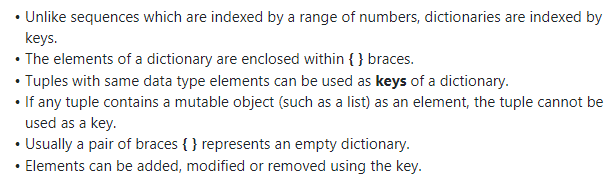 • Unlike sequences which are indexed by a range of numbers, dictionaries are indexed by
keys.
• The elements of a dictionary are enclosed within { } braces.
• Tuples with same data type elements can be used as keys of a dictionary.
• If any tuple contains a mutable object (such as a list) as an element, the tuple cannot be
used as a key.
• Usually a pair of braces { } represents an empty dictionary.
• Elements can be added, modified or removed using the key.